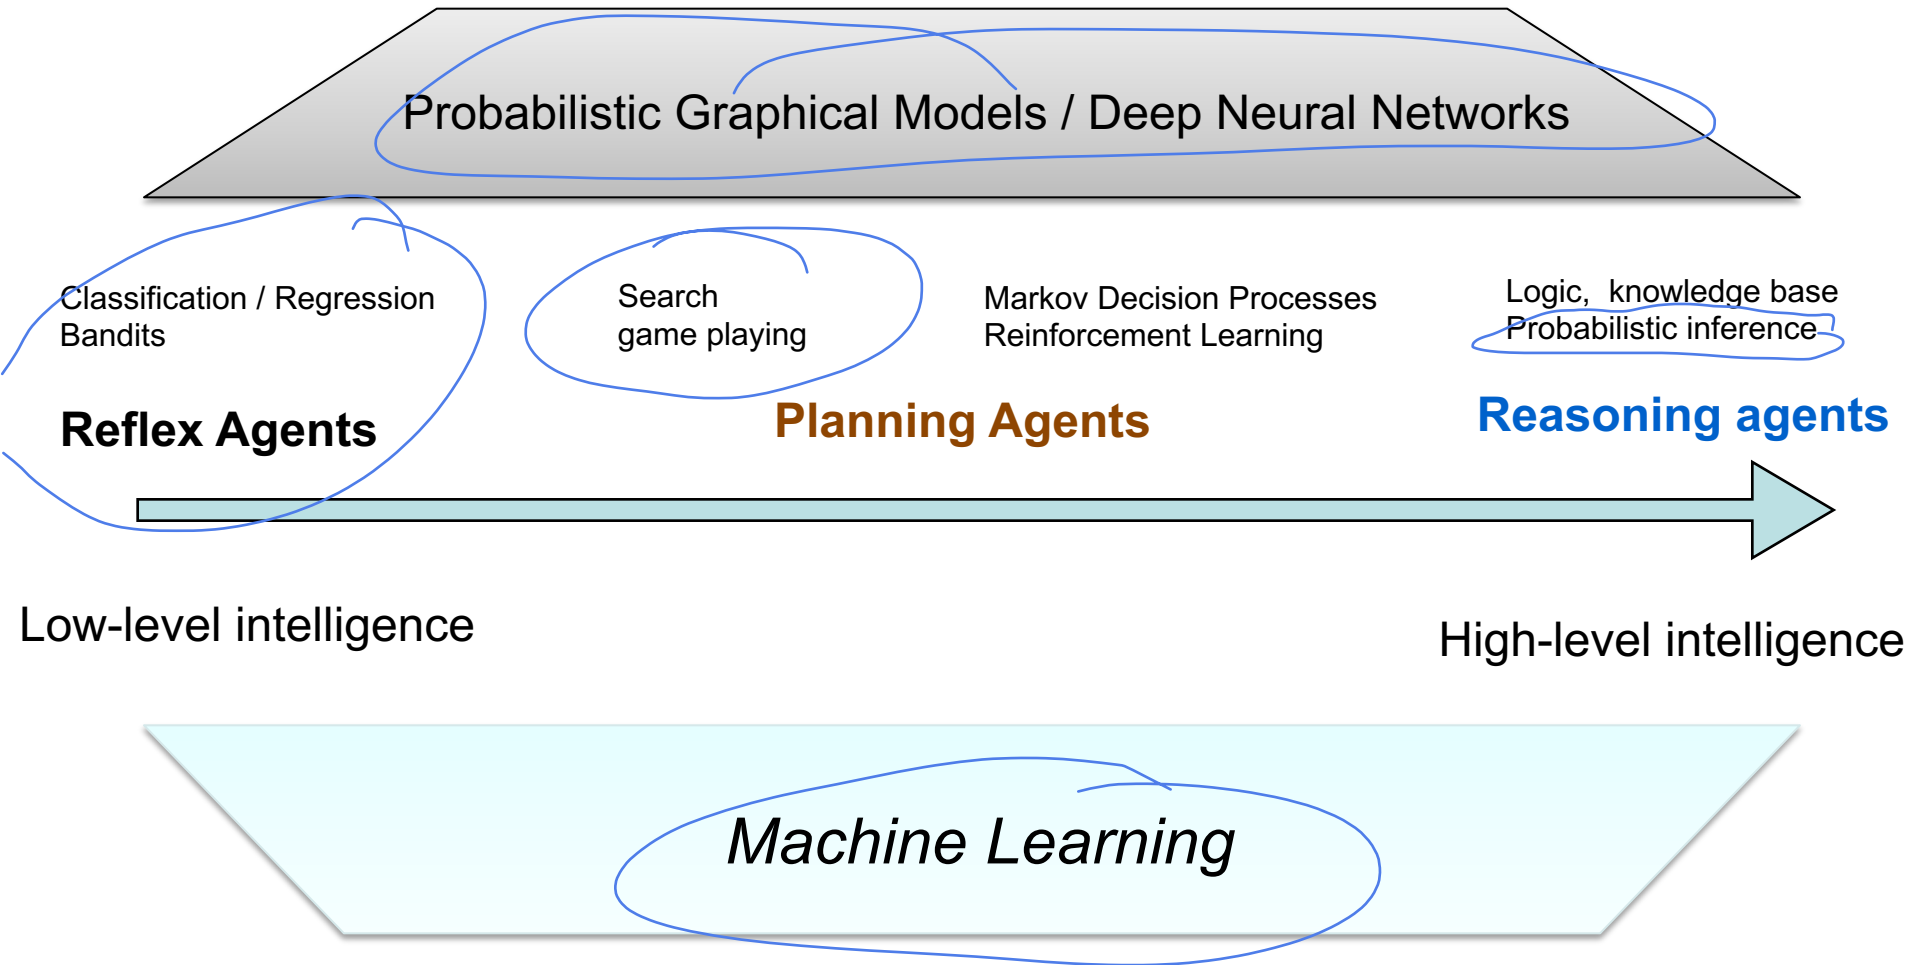 Probabilistic Graphical Models / Deep Neural Networks
Classification / Regression
Bandits
Search
game playing
Markov Decision Processes
Reinforcement Learning
Logic,  knowledge base
Probabilistic inference
Reflex Agents
Planning Agents
Reasoning agents
Low-level intelligence
High-level intelligence
Machine Learning